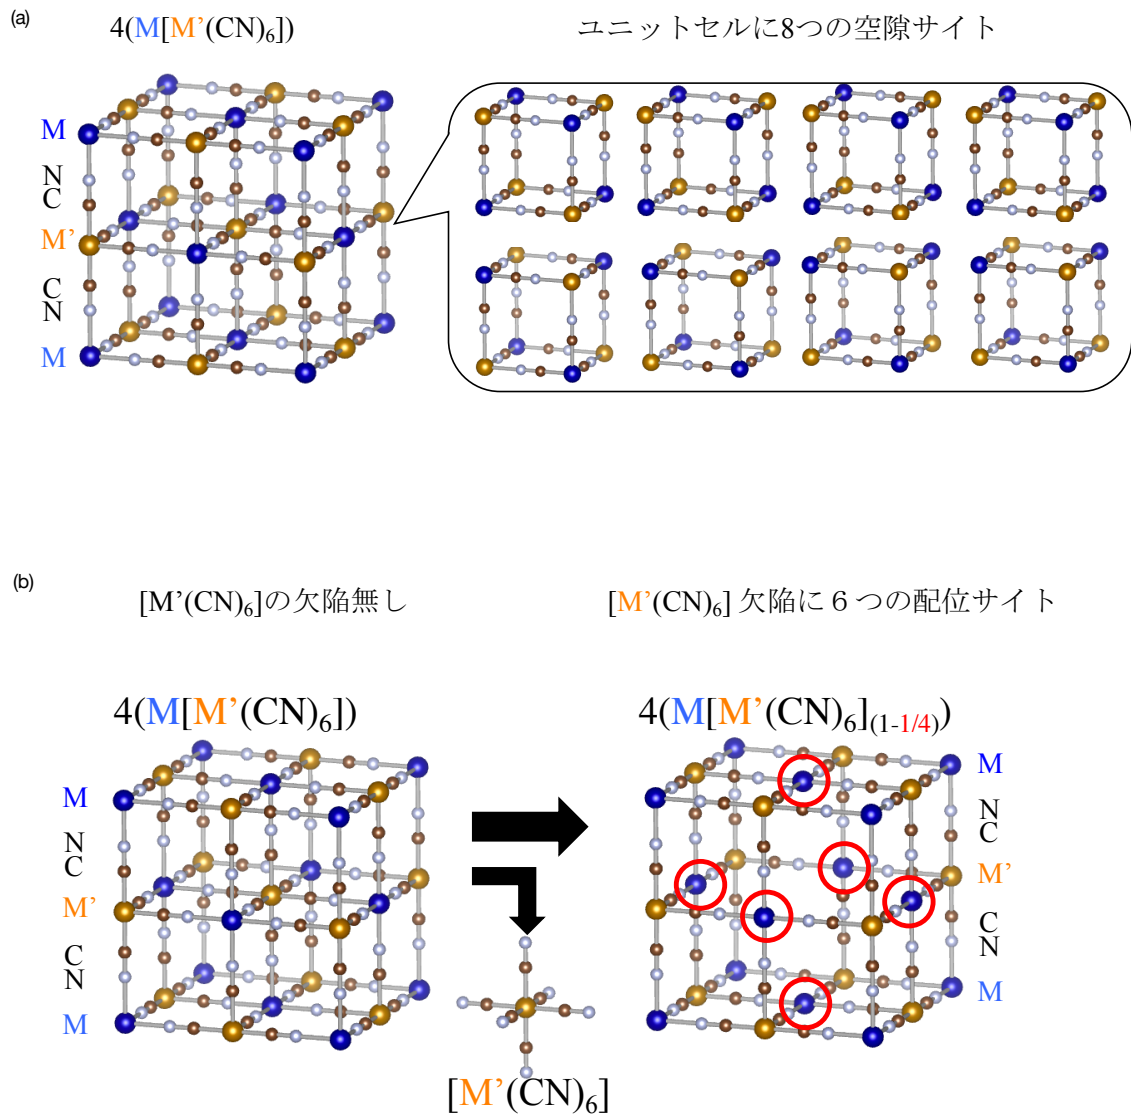 (a)
4(M[M’(CN)₆])
ユニットセルに8つの空隙サイト
M
N
C
M’
C
N
M
(b)
[M’(CN)₆]の欠陥無し
[M’(CN)₆] 欠陥に６つの配位サイト
4(M[M’(CN)₆])
4(M[M’(CN)₆]₍₁₋₁/₄₎)
M
N
C
M’
C
N
M
M
N
C
M’
C
N
M
[M’(CN)₆]